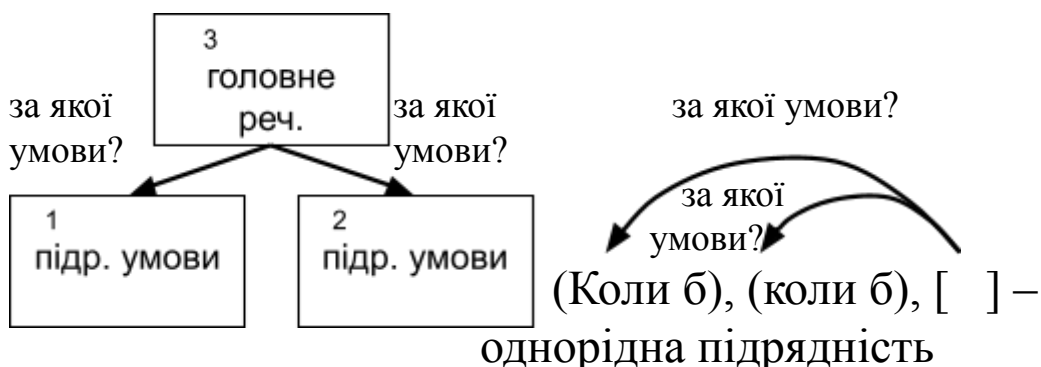 3
головне
реч.
за якої
умови?
за якої
умови?
1
підр. умови
2
підр. умови
за якої умови?
за якої
умови?
(Коли б), (коли б), [ ] –
однорідна підрядність